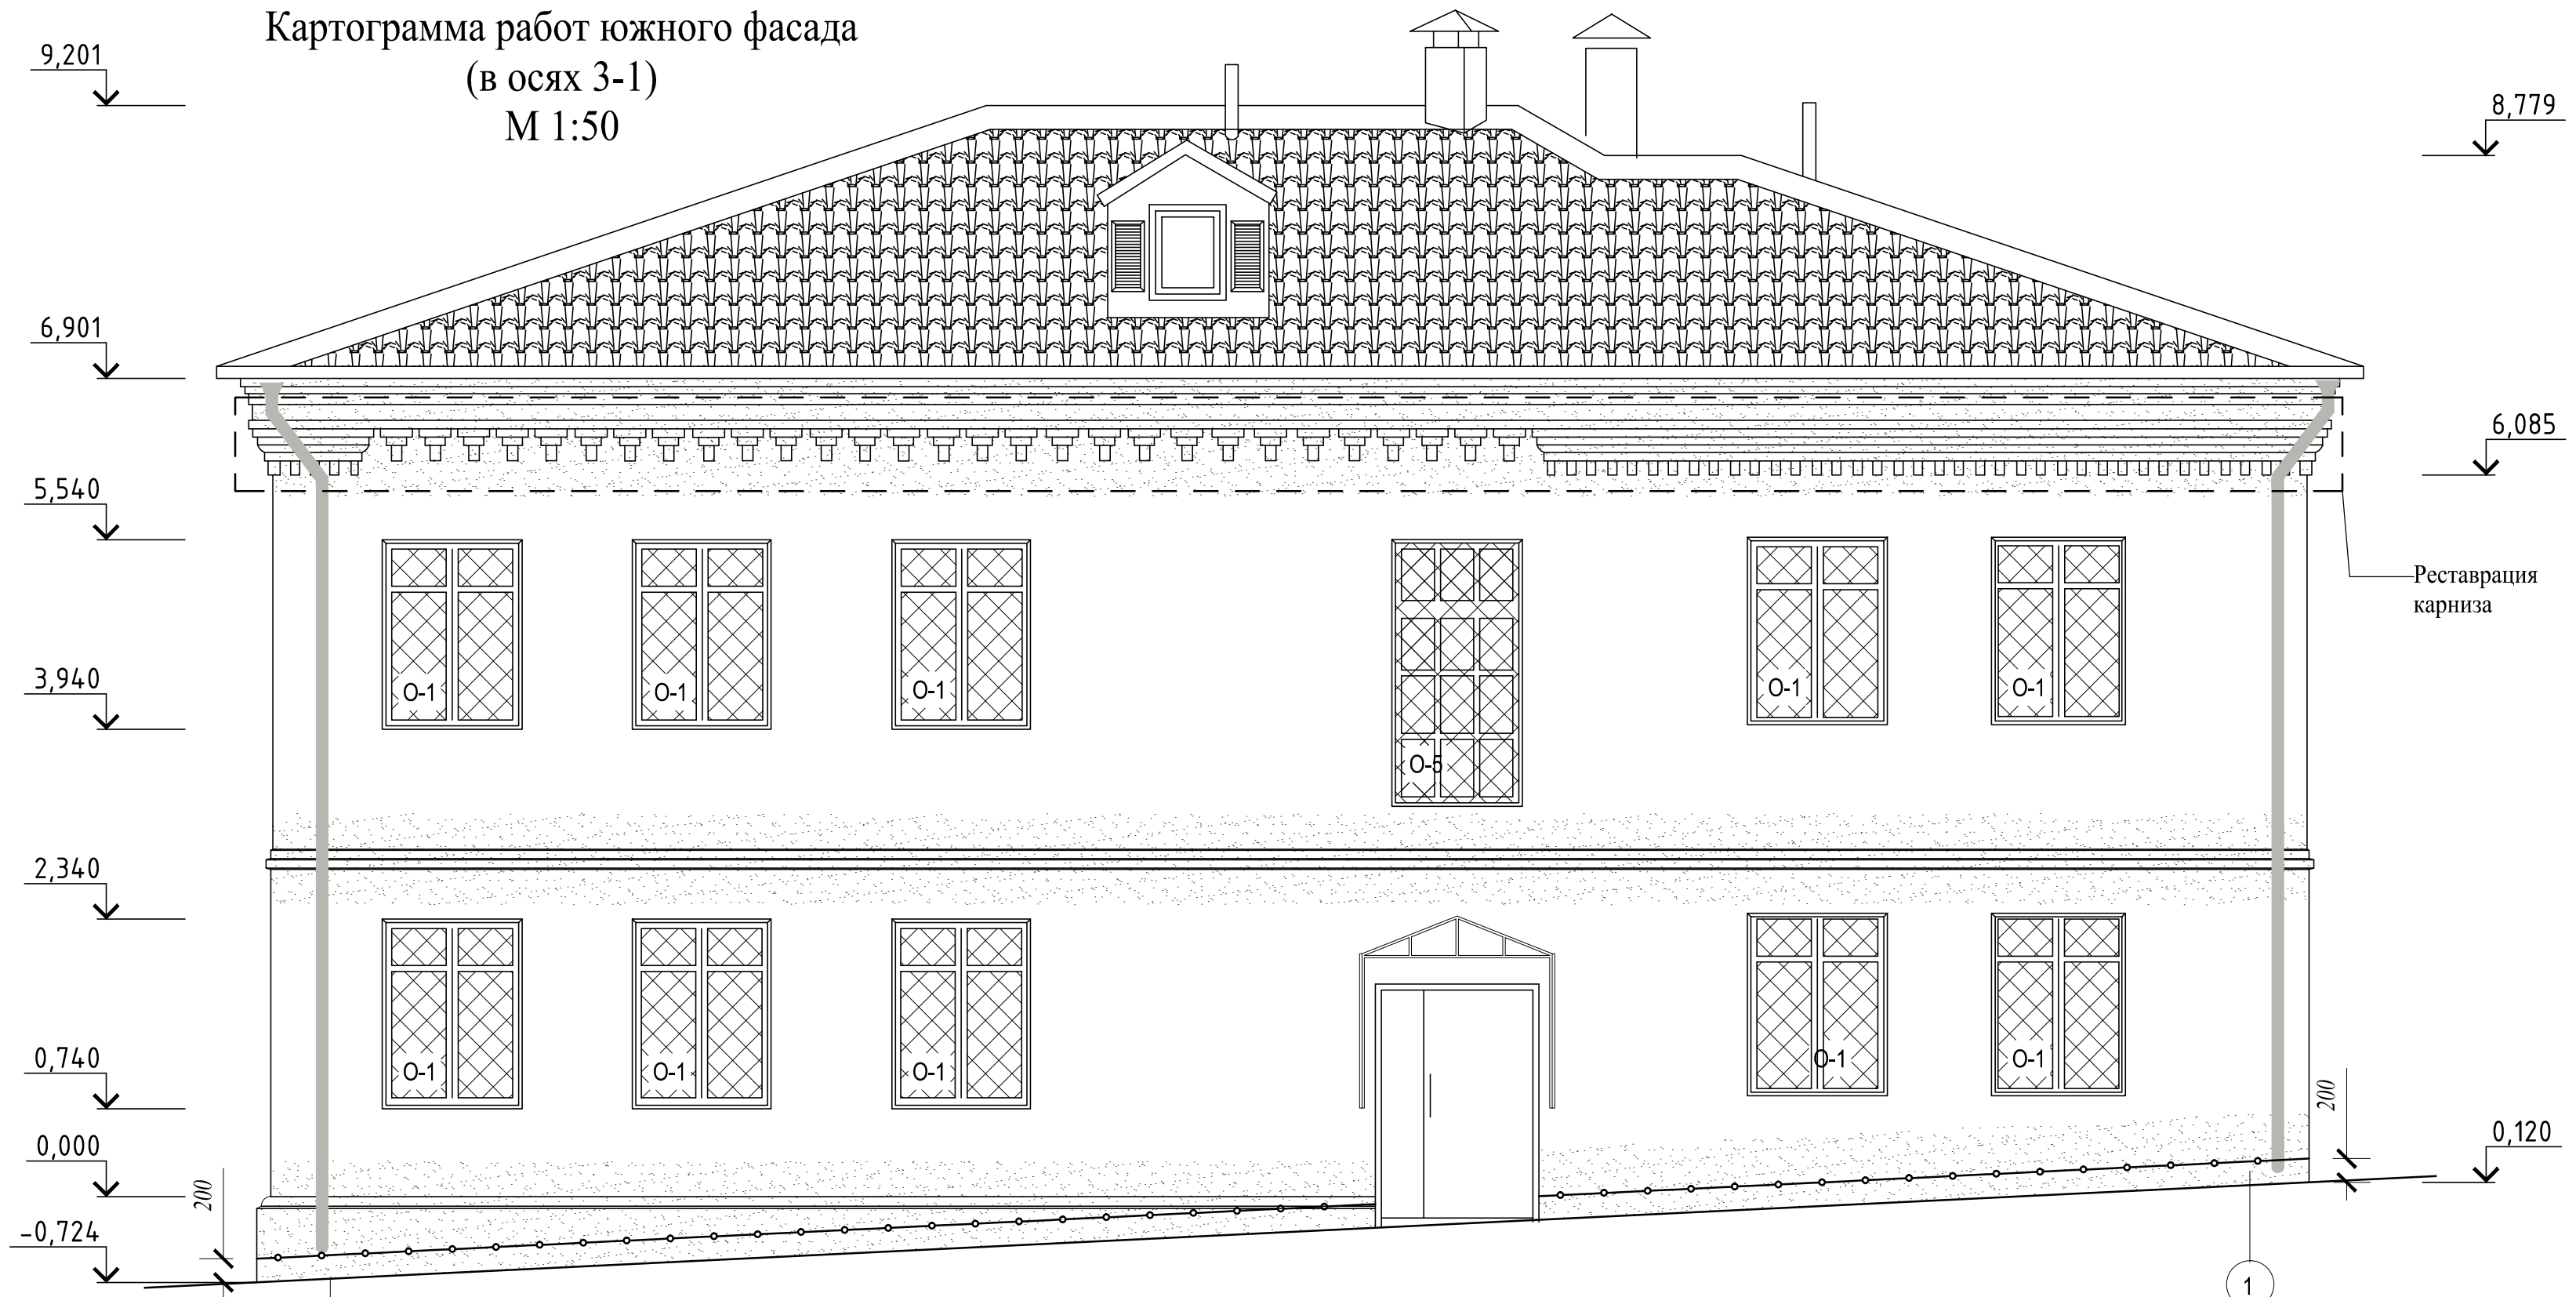 Картограмма работ южного фасада
(в осях 3-1)
М 1:50
9,201
8,779
6,901
6,085
5,540
Реставрация
карниза
3,940
О-1
О-1
О-1
О-1
О-1
О-5
2,340
0,740
О-1
О-1
О-1
О-1
О-1
200
0,000
0,120
200
-0,724
1